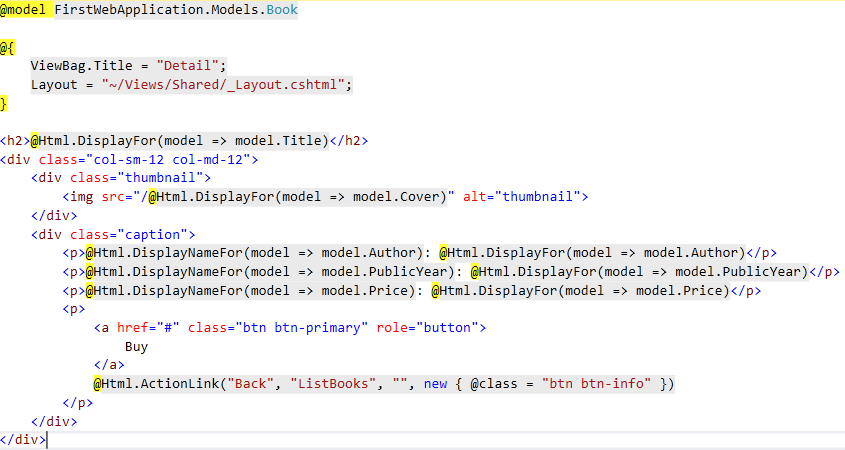 @model FirstWebApplication.Models.Book
@{
ViewBag.Title = "Detail";
Layout = "~/Views/Shared/_Layout.cshtml";
}
<h2>@Html.DisplayFor(model => model.Title)</h2>
<div class="col-sm-12 col-md-12">
<div class="thumbnail">
<img src="/@Html.DisplayFor(model => model.Cover)" alt="thumbnail">
</div>
<div class="caption">
<p>@Html.DisplayNameFor(model => model.Author): @Html.DisplayFor(model => model.Author)</p>
<p>@Html.DisplayNameFor(model => model.PublicYear): @Html.DisplayFor(model => model.PublicYear)</p>
<p>@Html.DisplayNameFor(model => model.Price): @Html.DisplayFor(model => model.Price)</p>
<p>
<a href="#" class="btn btn-primary" role="button">
Buy
</a>
@Html.ActionLink("Back", "ListBooks", "", new { @class = "btn btn-info" })
</p>
</div>
</div>